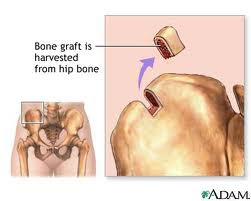 Bone graft is
harvested
from hip bone
ADAM.